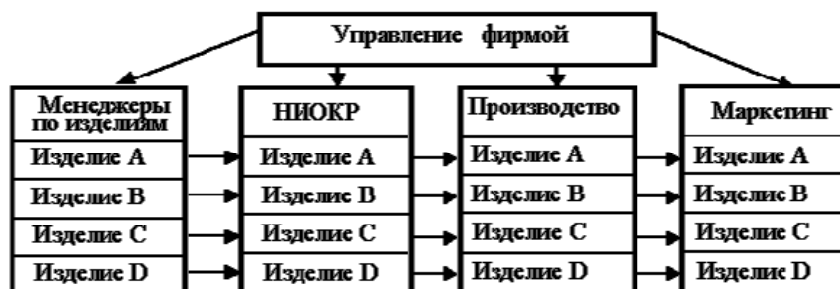 Управление фирмой
Менеджеры
по изделиям
НИОКР
Производство
Маркетинг
Изделие A
Изделие A
Изделие A
Изделие A
Изделие B
Изделие B
Изделие B
Изделие B
Изделие C
Изделие C
Изделие C
Изделие C
Изделие D
Изделие D
Изделие D
Изделие D